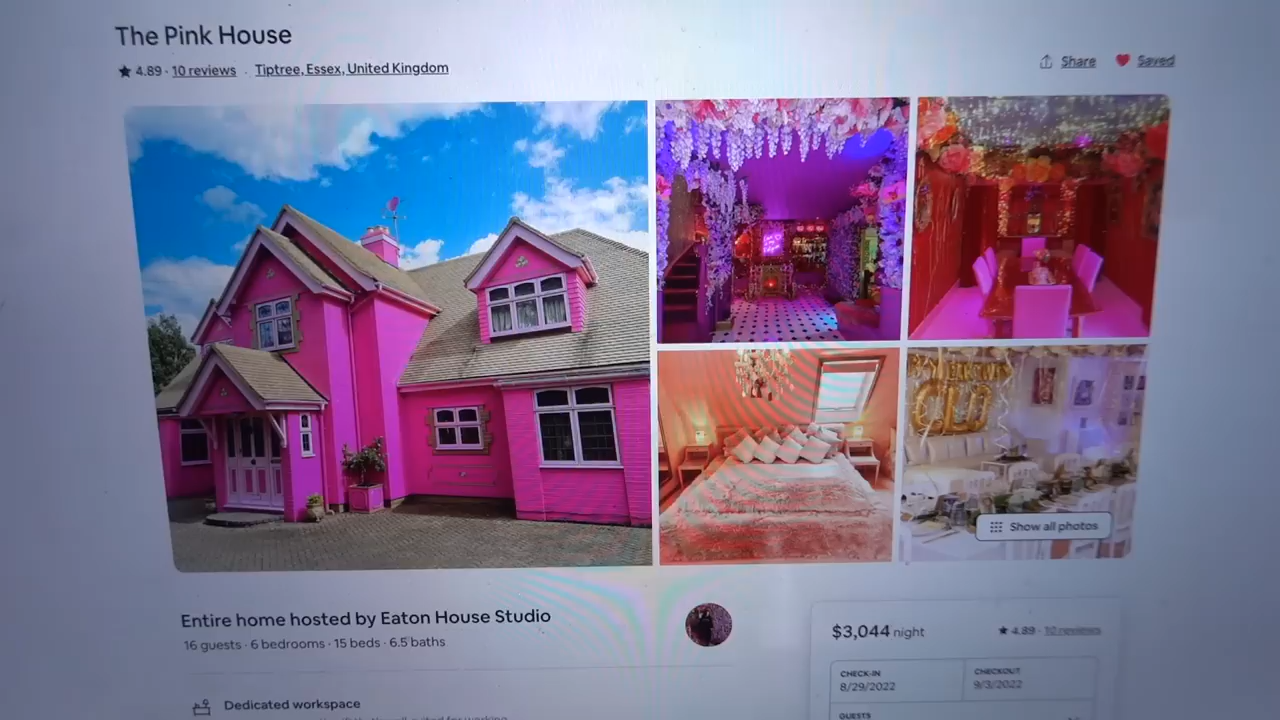 The Pink House
★ 4.89 · 10 reviews · Tiptree, Essex, United Kingdom
Share
Saved
OLD
Show all photos
Entire home hosted by Eaton House Studio
16 guests · 6 bedrooms · 15 beds · 6.5 baths
$3,044 night
★ 4.89 · 10 reviews
CHECK-IN
8/29/2022
CHECKOUT
9/3/2022
Dedicated workspace
GUESTS